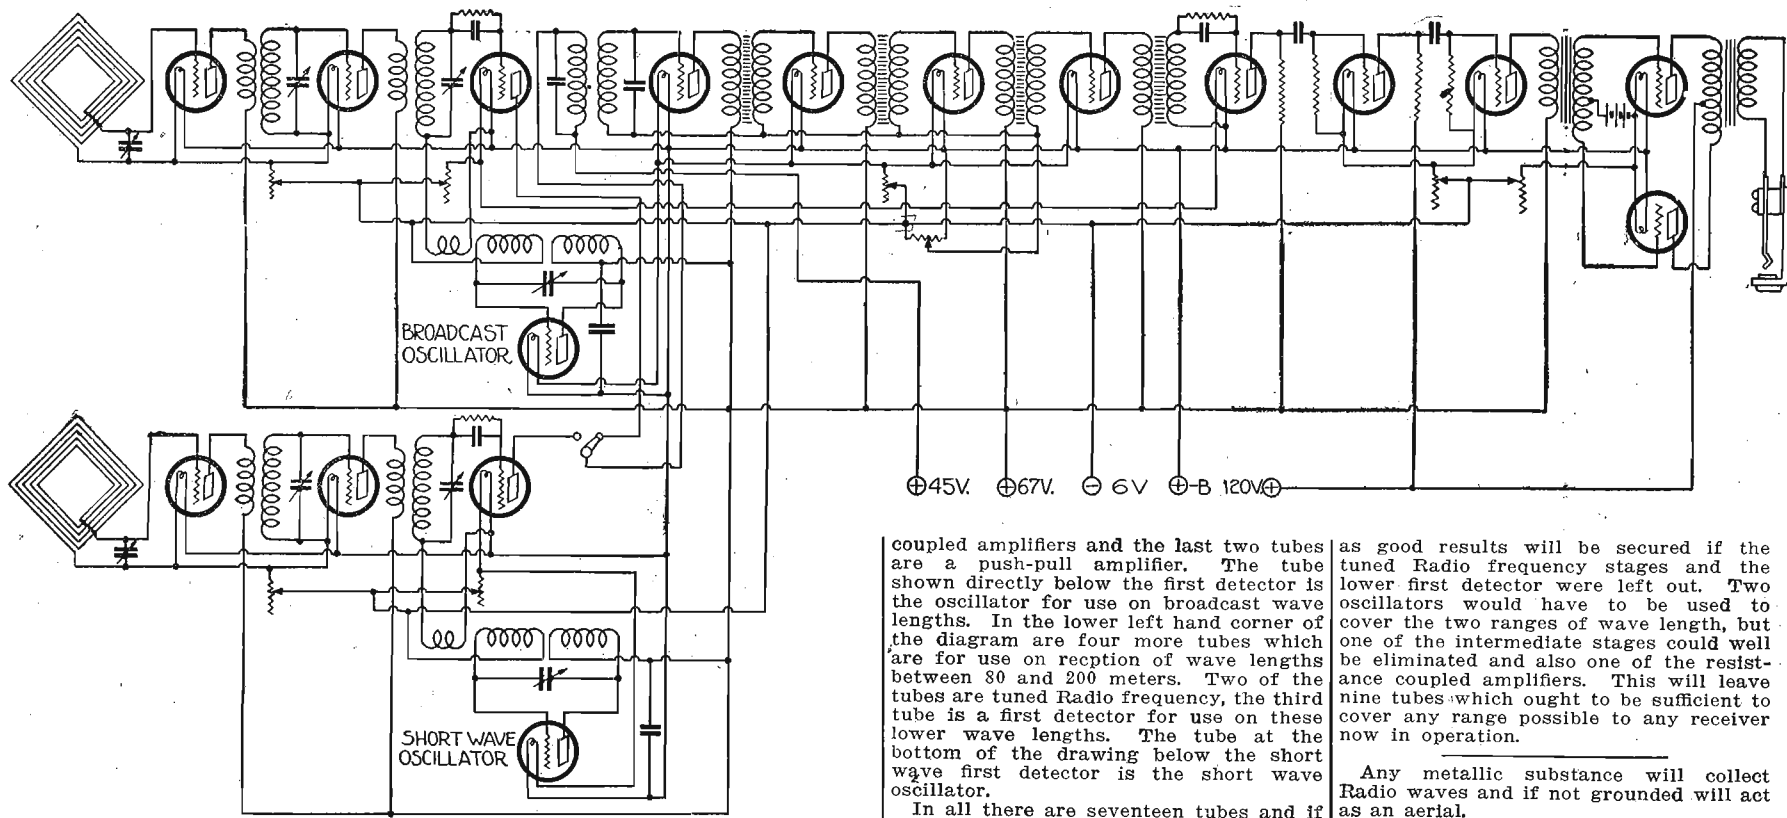 BROADCAST
OSCILLATOR
⊕45V. ⊕67V. ⊖ 6V ⊕-B 120V.⊕
SHORT WAVE
OSCILLATOR
coupled amplifiers and the last two tubes
are a push-pull amplifier. The tube
shown directly below the first detector is
the oscillator for use on broadcast wave
lengths. In the lower left hand corner of
the diagram are four more tubes which
are for use on recption of wave lengths
between 80 and 200 meters. Two of the
tubes are tuned Radio frequency, the third
tube is a first detector for use on these
lower wave lengths. The tube at the
bottom of the drawing below the short
wave first detector is the short wave
oscillator.
In all there are seventeen tubes and if
as good results will be secured if the
tuned Radio frequency stages and the
lower first detector were left out. Two
oscillators would have to be used to
cover the two ranges of wave length, but
one of the intermediate stages could well
be eliminated and also one of the resist-
ance coupled amplifiers. This will leave
nine tubes which ought to be sufficient to
cover any range possible to any receiver
now in operation.
Any metallic substance will collect
Radio waves and if not grounded will act
as an aerial.